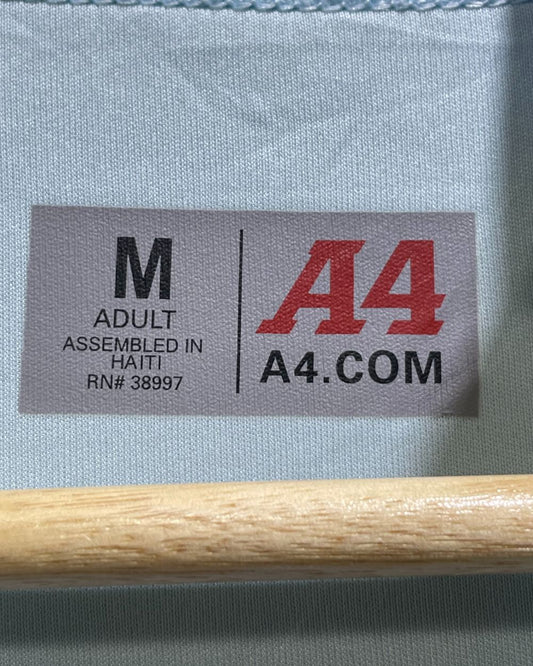 M
ADULT
ASSEMBLED IN
HAITI
RN# 38997
A4
A4.COM